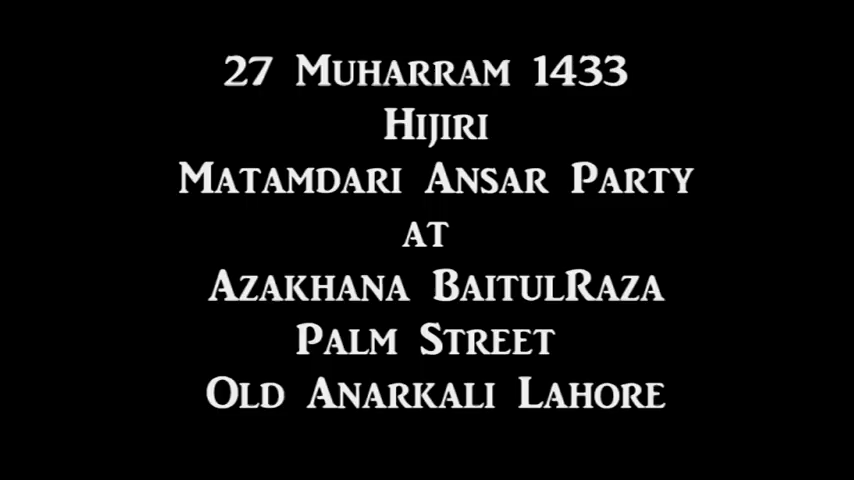 27 Muharram 1433
Hijiri
Matamdari Ansar Party
at
Azakhana BaitulRaza
Palm Street
Old Anarkali Lahore